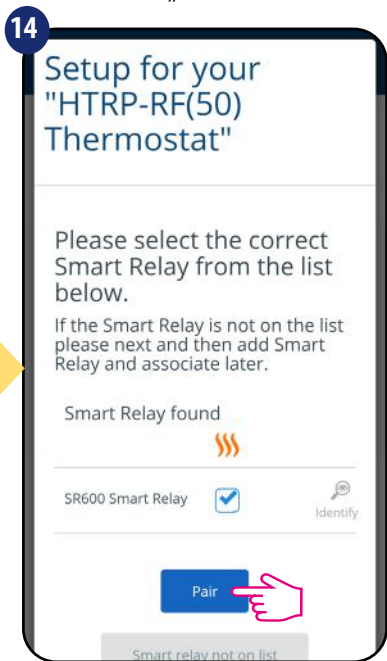 14
Setup for your
"HTRP-RF(50)
Thermostat"
Please select the correct
Smart Relay from the list
below.
If the Smart Relay is not on the list
please next and then add Smart
Relay and associate later.
Smart Relay found
SR600 Smart Relay
Identify
Pair
Smart relay not on list